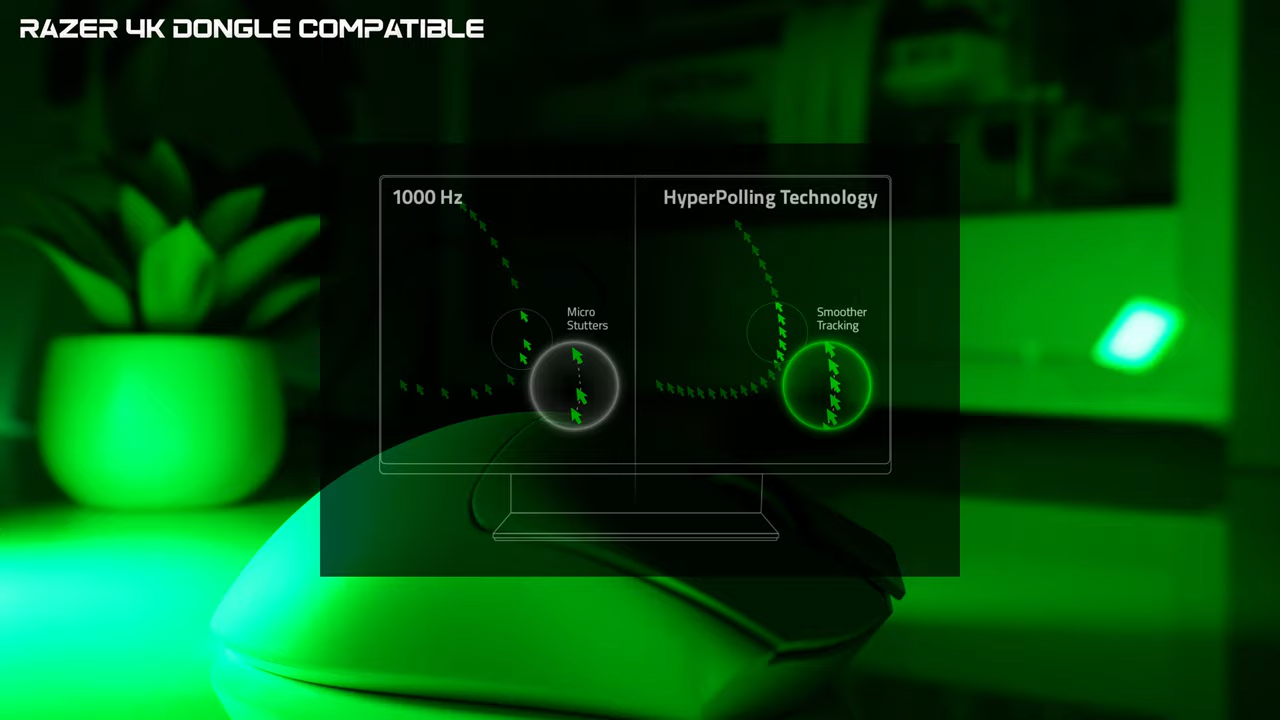 RAZER 4K DONGLE COMPATIBLE
1000 Hz
HyperPolling Technology
Micro
Stutters
Smoother
Tracking